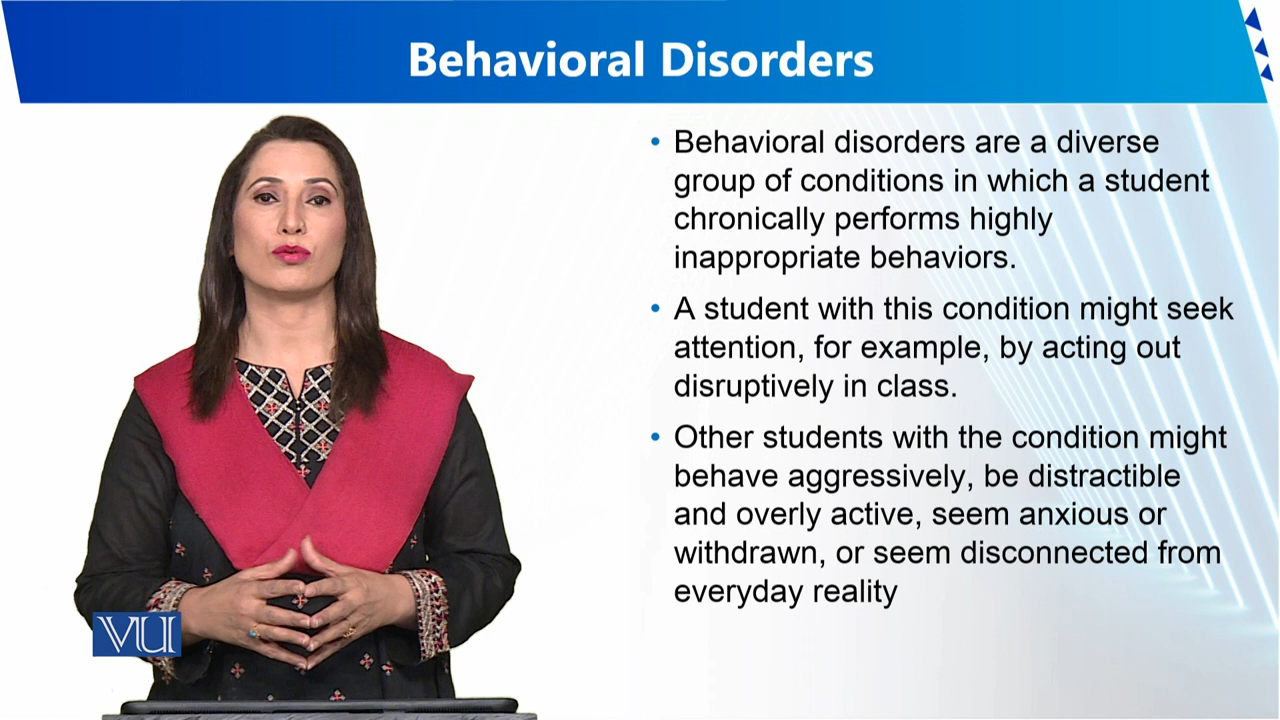 Behavioral Disorders
• Behavioral disorders are a diverse
group of conditions in which a student
chronically performs highly
inappropriate behaviors.
• A student with this condition might seek
attention, for example, by acting out
disruptively in class.
• Other students with the condition might
behave aggressively, be distractible
and overly active, seem anxious or
withdrawn, or seem disconnected from
everyday reality
VU